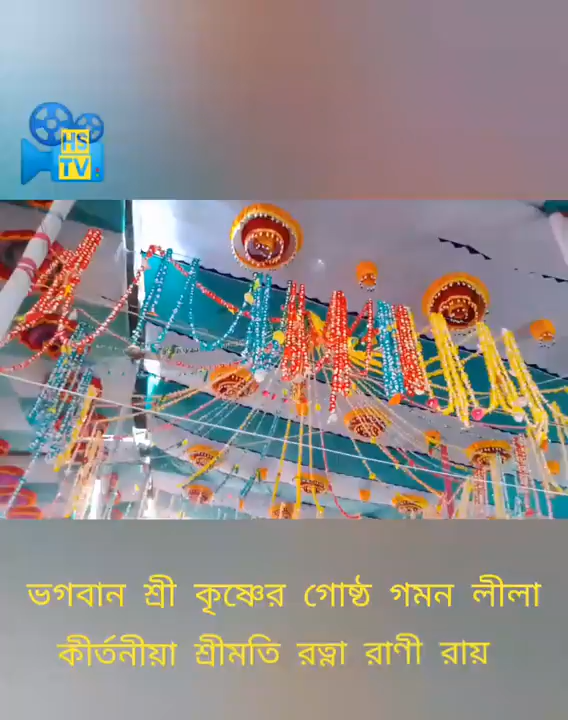 HS
TV
ভগবান শ্রী কৃষ্ণের গোষ্ঠ গমন লীলা
কীর্তনীয়া শ্রীমতি রত্না রাণী রায়